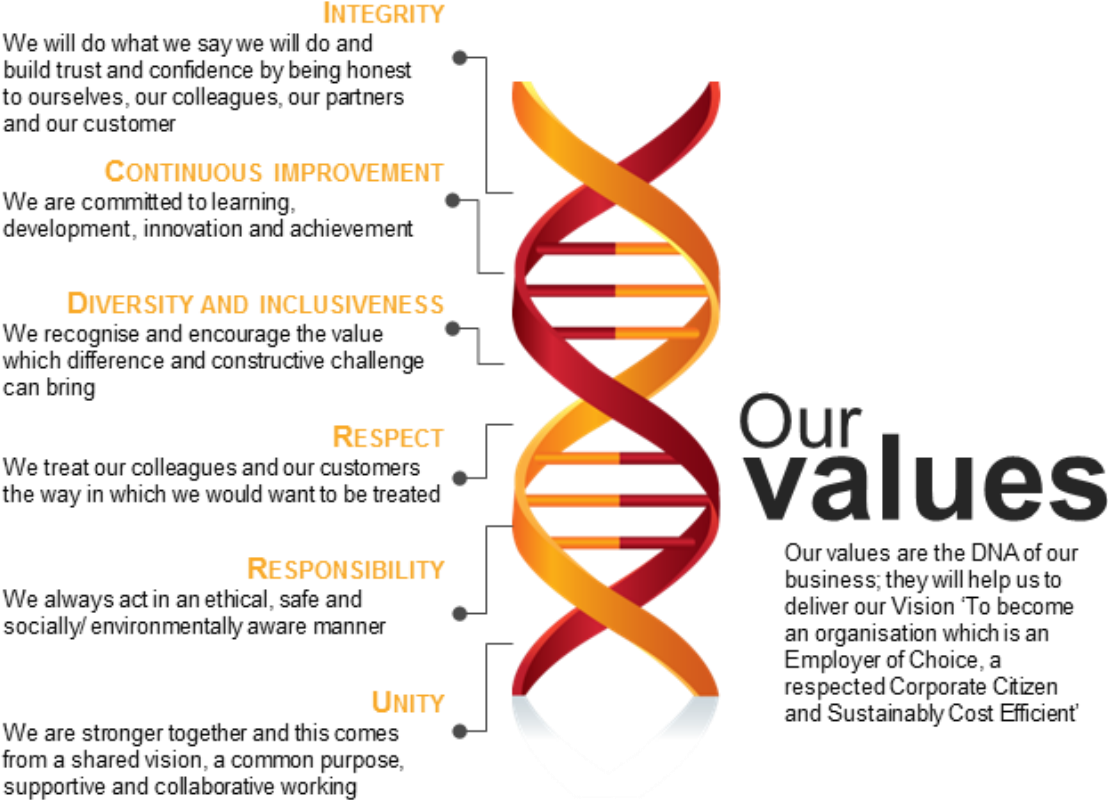 INTEGRITY
We will do what we say we will do and
build trust and confidence by being honest
to ourselves, our colleagues, our partners
and our customer
CONTINUOUS IMPROVEMENT
We are committed to learning,
development, innovation and achievement
DIVERSITY AND INCLUSIVENESS
We recognise and encourage the value
which difference and constructive challenge
can bring
RESPECT
We treat our colleagues and our customers
the way in which we would want to be treated
RESPONSIBILITY
We always act in an ethical, safe and
socially/ environmentally aware manner
UNITY
We are stronger together and this comes
from a shared vision, a common purpose,
supportive and collaborative working
Our
values
Our values are the DNA of our
business; they will help us to
deliver our Vision ‘To become
an organisation which is an
Employer of Choice, a
respected Corporate Citizen
and Sustainably Cost Efficient’